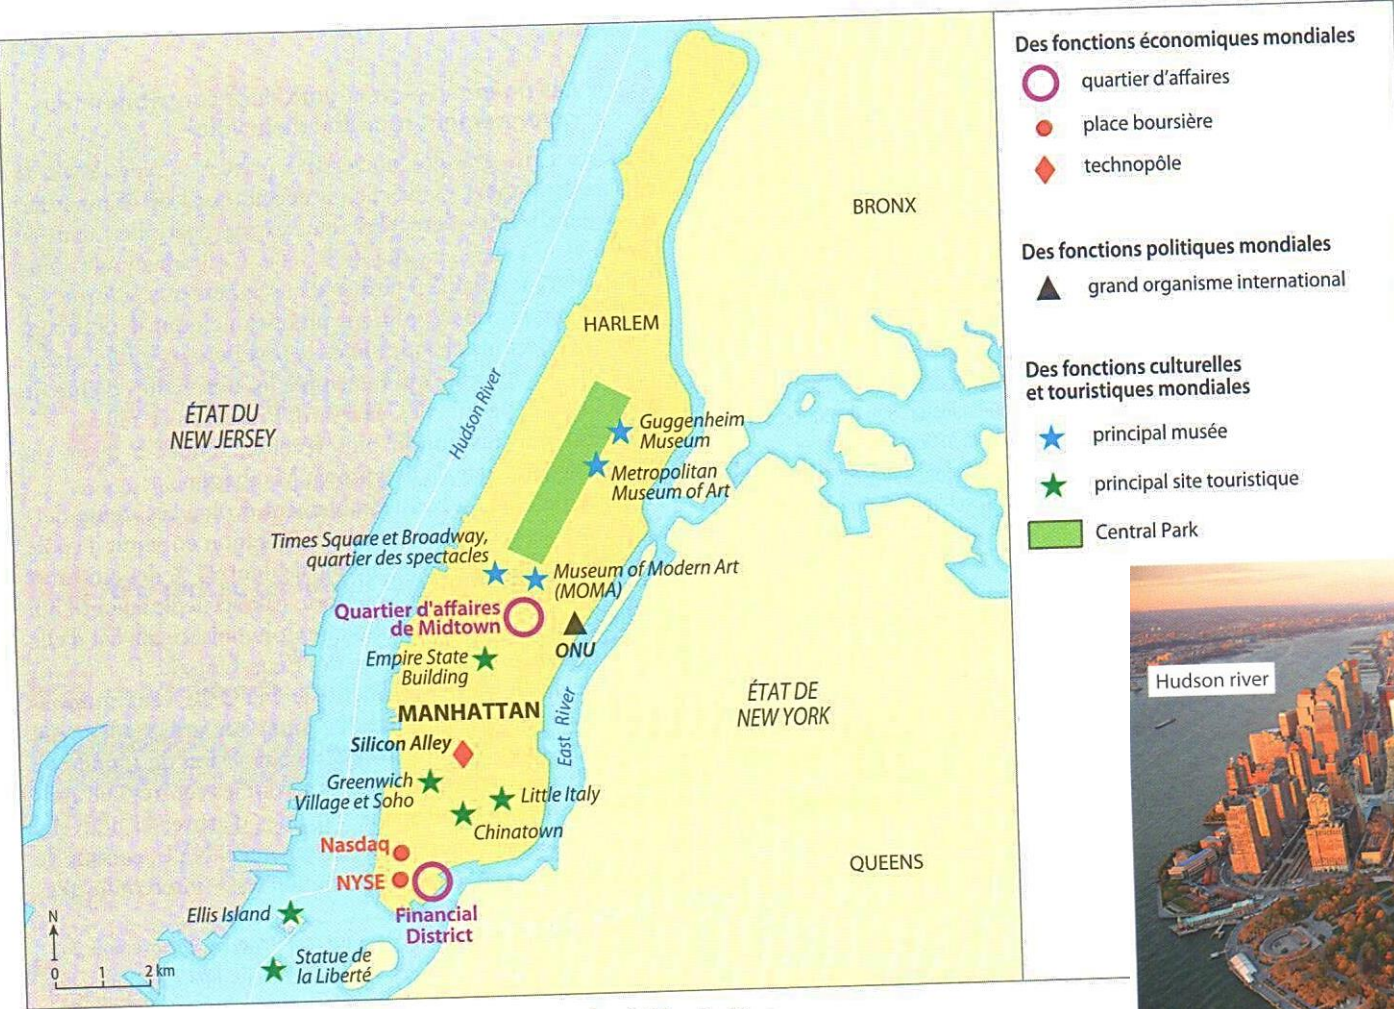 Des fonctions économiques mondiales
quartier d'affaires
place boursière
technopôle
Des fonctions politiques mondiales
grand organisme international
Des fonctions culturelles
et touristiques mondiales
principal musée
principal site touristique
Central Park
Hudson river
BRONX
HARLEM
Hudson River
ÉTAT DU
NEW JERSEY
Guggenheim
Museum
Metropolitan
Museum of Art
Times Square et Broadway,
quartier des spectacles
Museum of Modern Art
(MOMA)
Quartier d'affaires
de Midtown
ONU
Empire State
Building
MANHATTAN
East River
ÉTAT DE
NEW YORK
Silicon Alley
Greenwich
Village et Soho
Little Italy
Chinatown
Nasdaq
NYSE
QUEENS
Ellis Island
Financial
District
Statue de
la Liberté
N
0 1 2 km